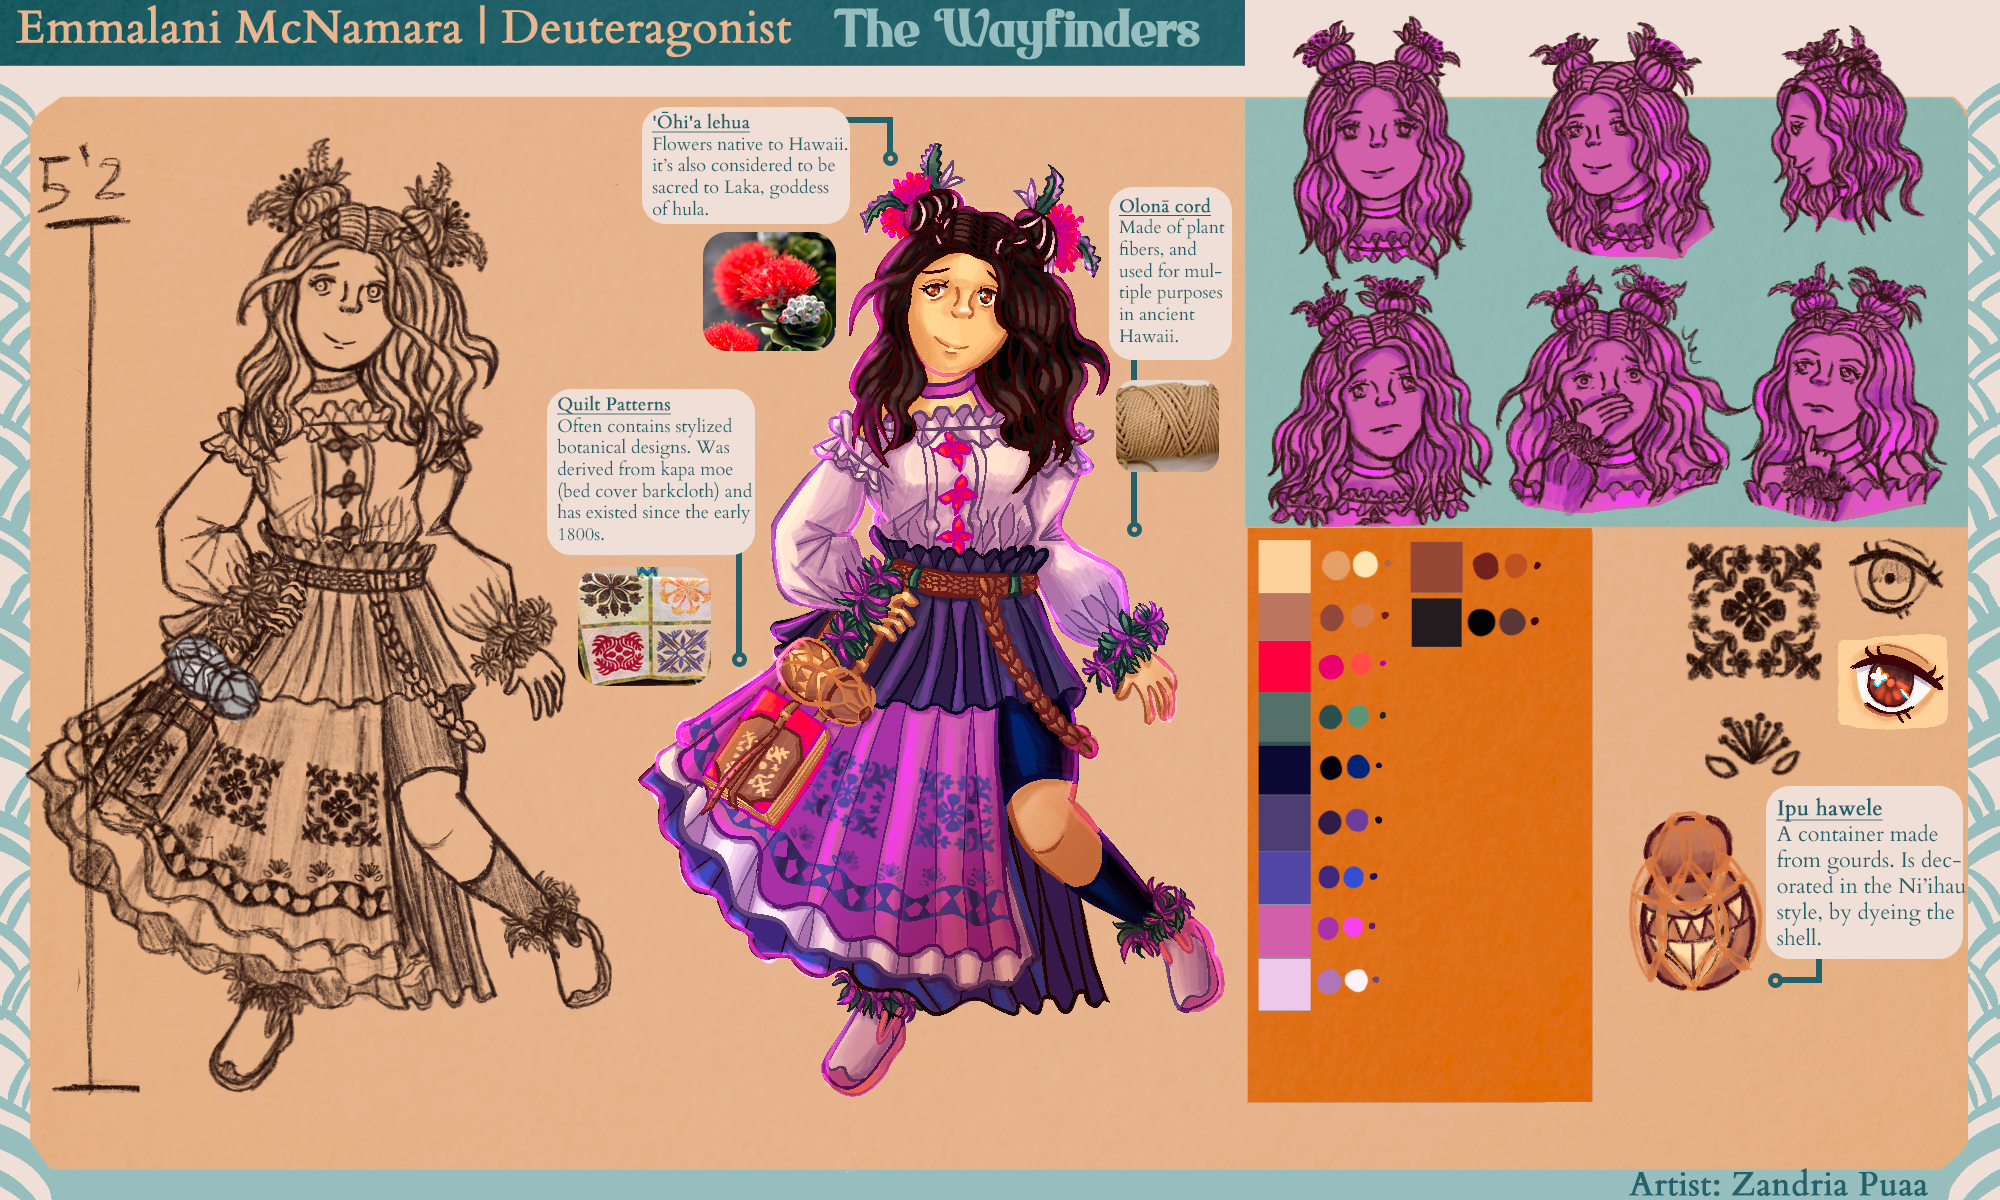 Emmalani McNamara | Deuteragonist
The Wayfinders
5'2
'Ōhi'a lehua
Flowers native to Hawaii.
it's also considered to be
sacred to Laka, goddess
of hula.
Olonā cord
Made of plant
fibers, and
used for mul-
tiple purposes
in ancient
Hawaii.
Quilt Patterns
Often contains stylized
botanical designs. Was
derived from kapa moe
(bed cover barkcloth) and
has existed since the early
1800s.
Ipu hawele
A container made
from gourds. Is dec-
orated in the Ni'ihau
style, by dyeing the
shell.
Artist: Zandria Puaa